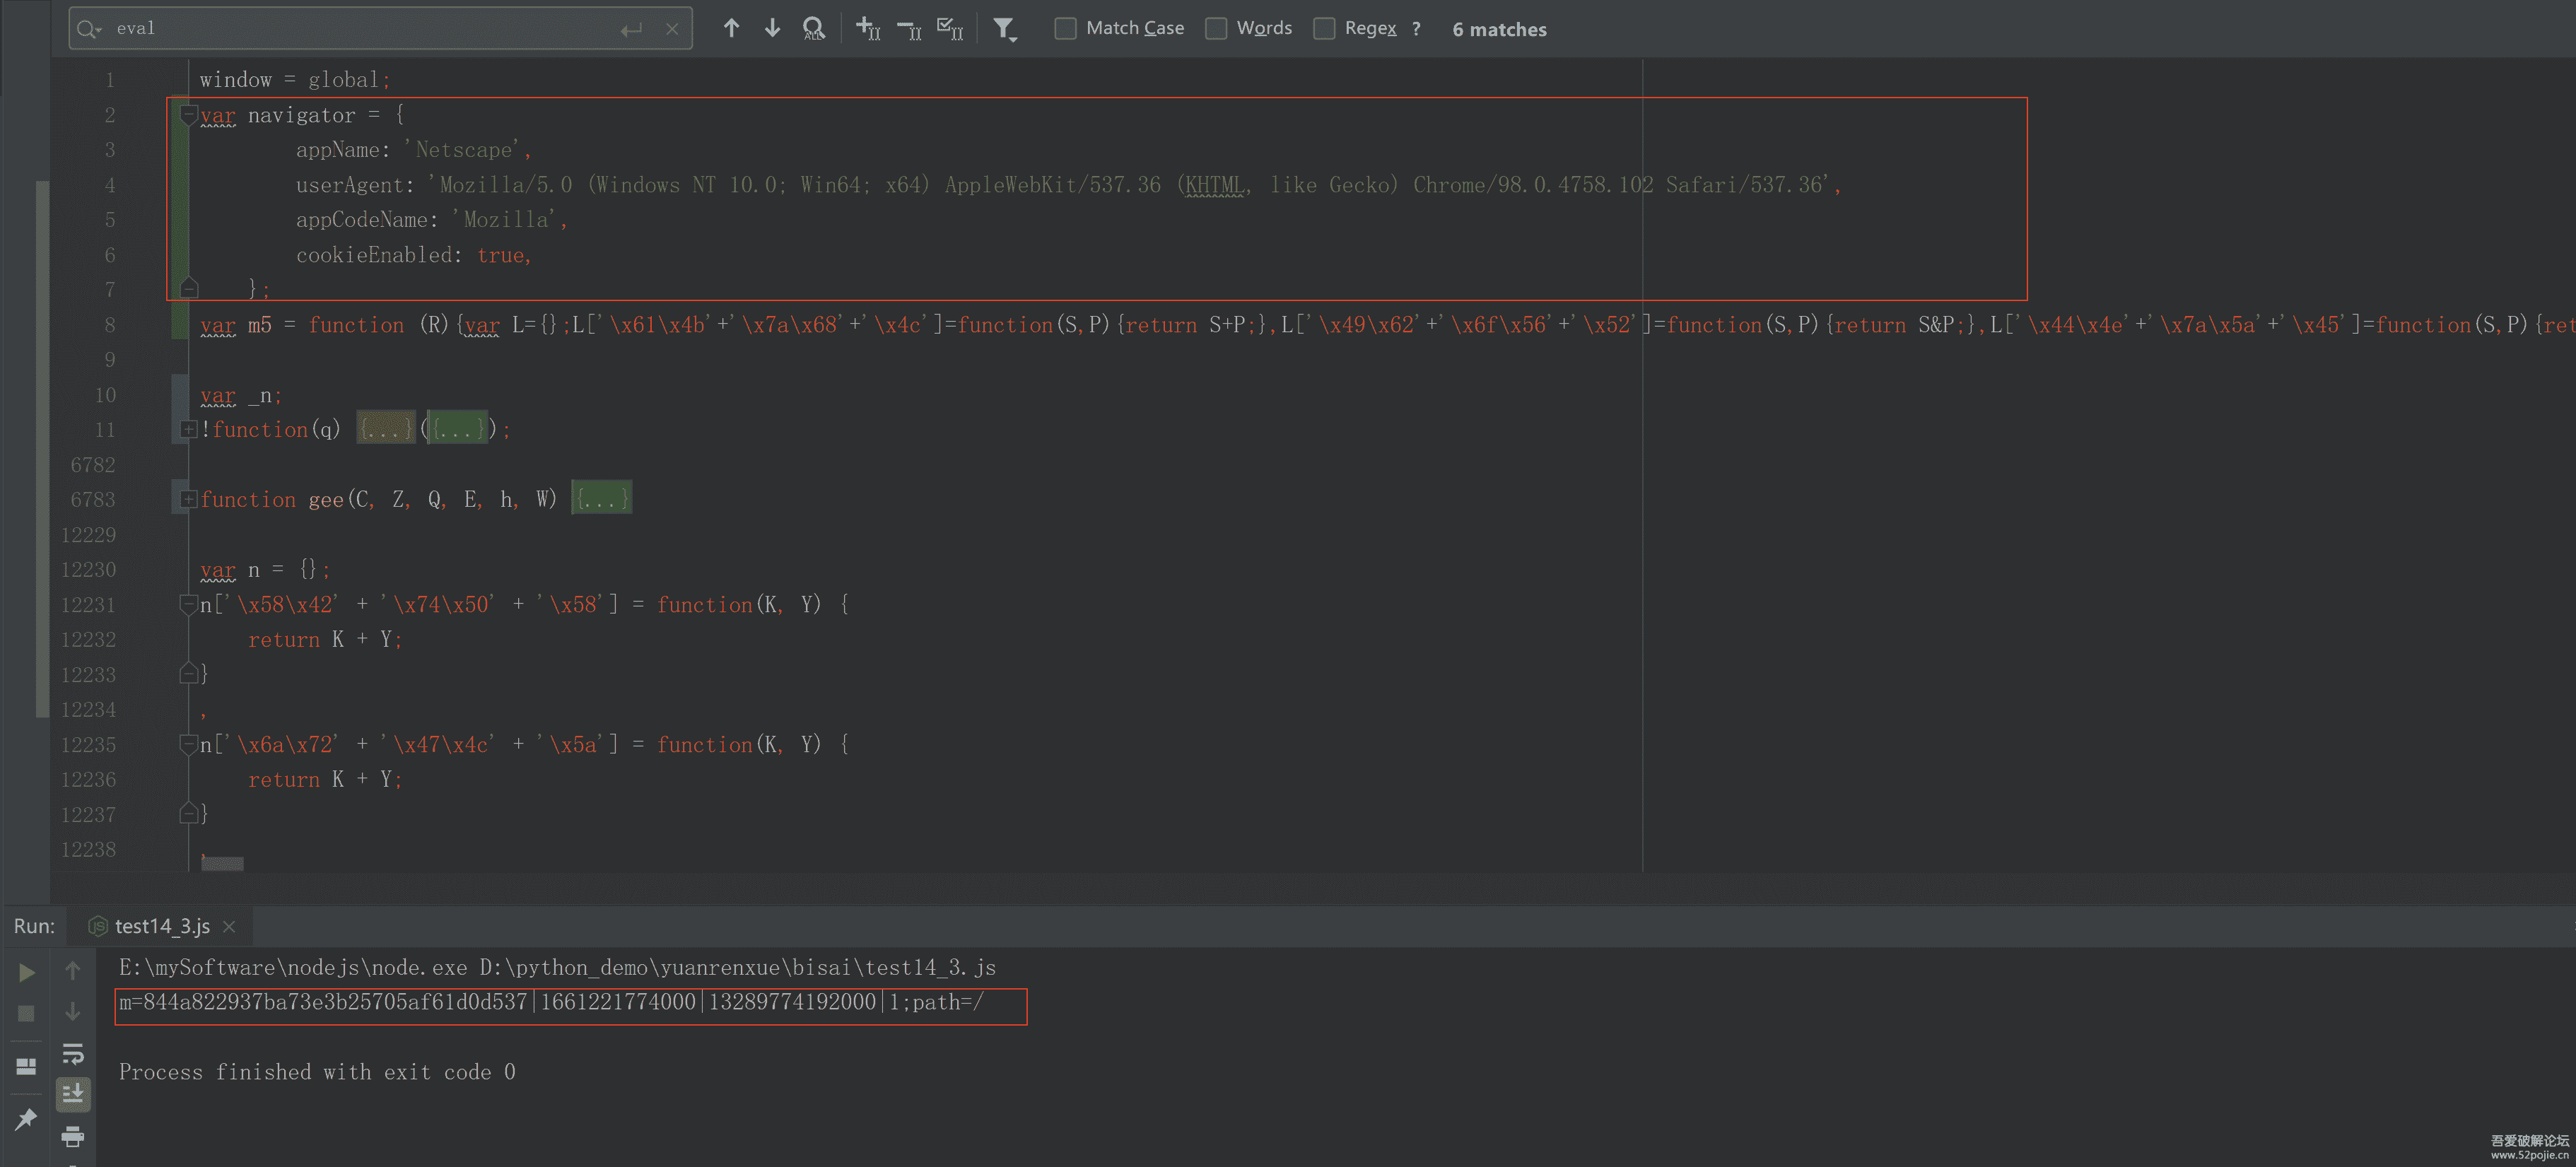 eval
Match Case
Words
Regex
?
6 matches
1 window = global;
2 var navigator = {
3 appName: 'Netscape',
4 userAgent: 'Mozilla/5.0 (Windows NT 10.0; Win64; x64) AppleWebKit/537.36 (KHTML, like Gecko) Chrome/98.0.4758.102 Safari/537.36',
5 appCodeName: 'Mozilla',
6 cookieEnabled: true,
7 };
8 var m5 = function (R){var L={};L['\x61\x4b'+'\x7a\x68'+'\x4c']=function(S,P){return S+P;},L['\x49\x62'+'\x6f\x56'+'\x52']=function(S,P){return S&P;},L['\x44\x4e'+'\x7a\x5a'+'\x45']=function(S,P){ret
9
10 var _n;
11 !function(q) {...}({...});
6782
6783 function gee(C, Z, Q, E, h, W) {...}
12229
12230 var n = {};
12231 n['\x58\x42' + '\x74\x50' + '\x58'] = function(K, Y) {
12232 return K + Y;
12233 }
12234 ,
12235 n['\x6a\x72' + '\x47\x4c' + '\x5a'] = function(K, Y) {
12236 return K + Y;
12237 }
12238 ,
Run: test14_3.js
E:\mySoftware\nodejs\node.exe D:\python_demo\yuanrenxue\bisai\test14_3.js
m=844a822937ba73e3b25705af61d0d537|1661221774000|13289774192000|1;path=/
Process finished with exit code 0
吾爱破解论坛
www.52pojie.cn